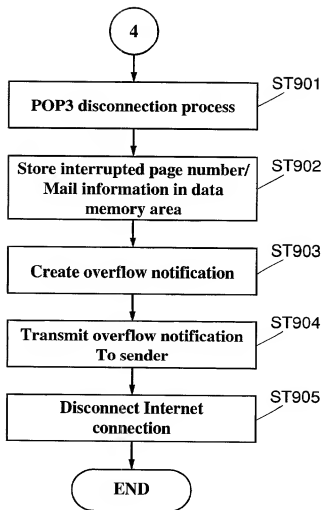 4
ST901
POP3 disconnection process
ST902
Store interrupted page number/
Mail information in data
memory area
ST903
Create overflow notification
ST904
Transmit overflow notification
To sender
ST905
Disconnect Internet
connection
END